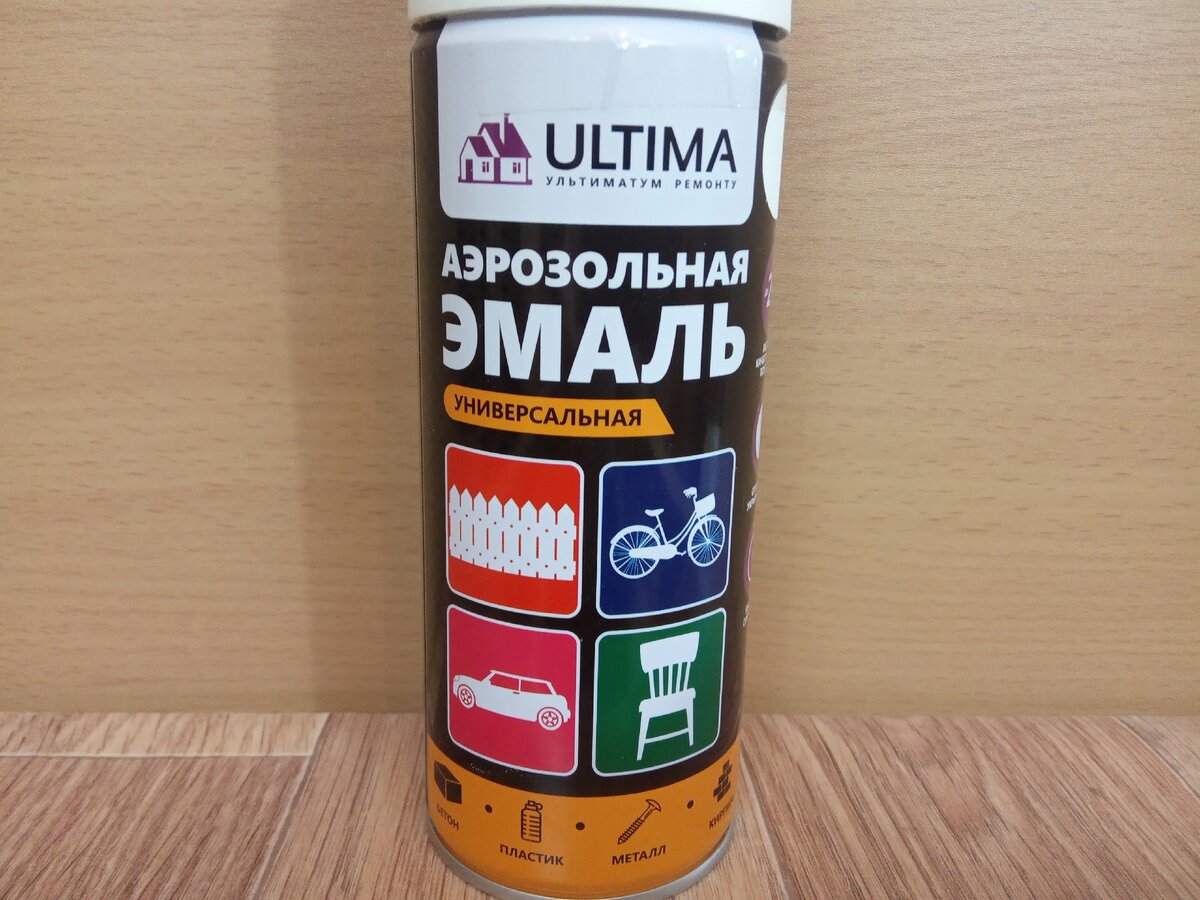 ULTIMA
УЛЬТИМАТУМ РЕМОНТУ
АЭРОЗОЛЬНАЯ
ЭМАЛЬ
УНИВЕРСАЛЬНАЯ
БЕТОН
ПЛАСТИК
МЕТАЛЛ